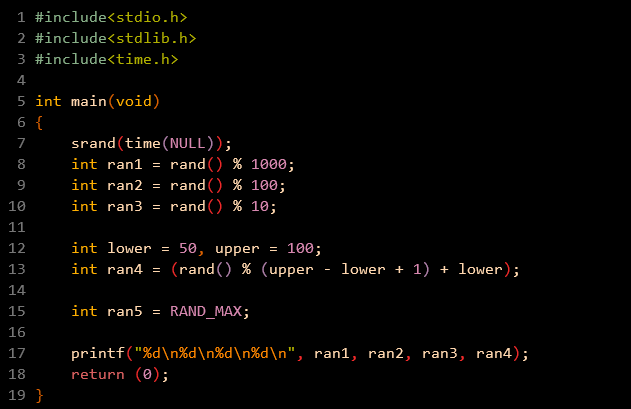 1 #include<stdio.h>
2 #include<stdlib.h>
3 #include<time.h>
4
5 int main(void)
6 {
7     srand(time(NULL));
8     int ran1 = rand() % 1000;
9     int ran2 = rand() % 100;
10     int ran3 = rand() % 10;
11
12     int lower = 50, upper = 100;
13     int ran4 = (rand() % (upper - lower + 1) + lower);
14
15     int ran5 = RAND_MAX;
16
17     printf("%d\n%d\n%d\n%d\n", ran1, ran2, ran3, ran4);
18     return (0);
19 }